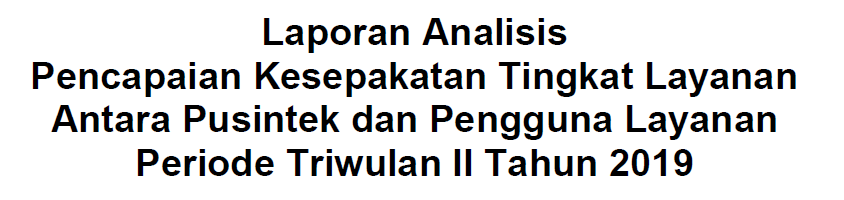 Laporan Analisis
Pencapaian Kesepakatan Tingkat Layanan
Antara Pusintek dan Pengguna Layanan
Periode Triwulan II Tahun 2019